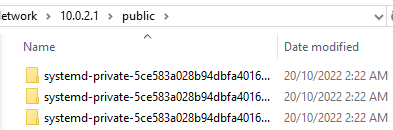 etwork > 10.0.2.1 > public >
Name Date modified
systemd-private-5ce583a028b94dbfa4016... 20/10/2022 2:22 AM
systemd-private-5ce583a028b94dbfa4016... 20/10/2022 2:22 AM
systemd-private-5ce583a028b94dbfa4016... 20/10/2022 2:22 AM